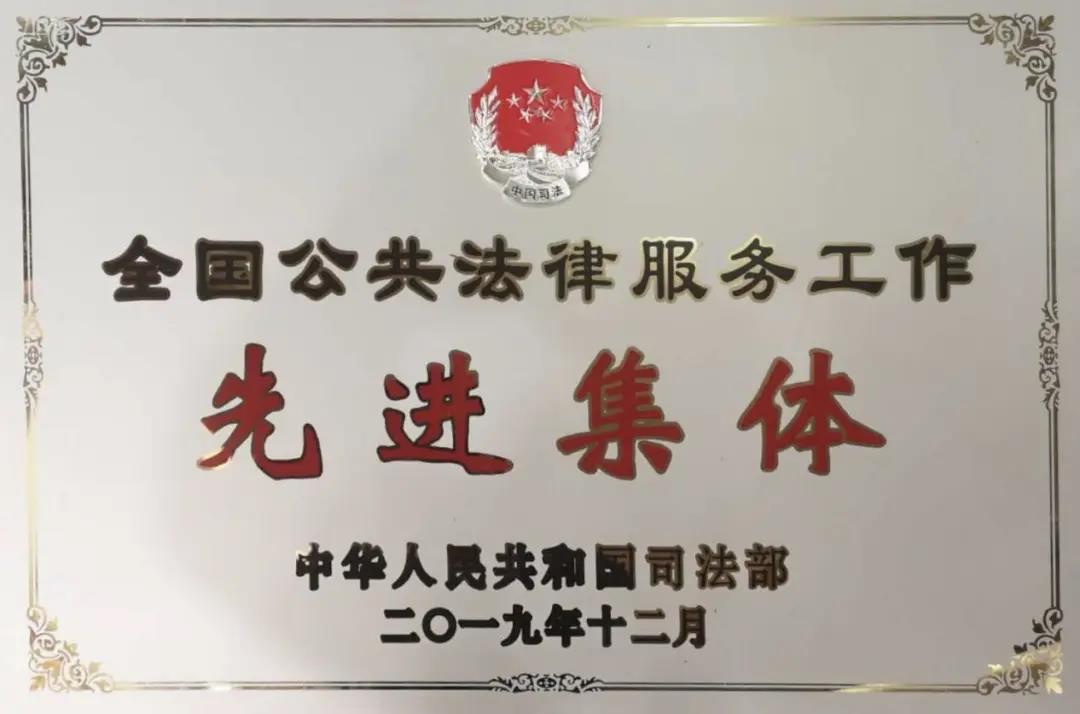 中国司法
全国公共法律服务工作
先进集体
中华人民共和国司法部
二〇一九年十二月